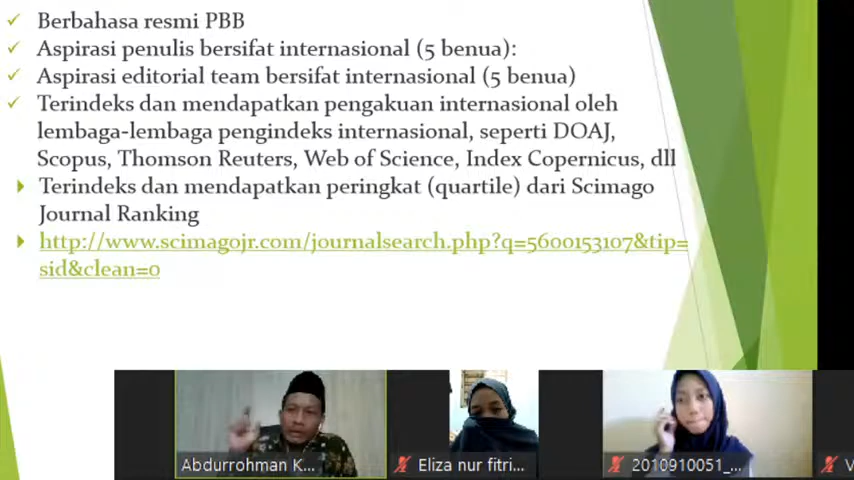 Berbahasa resmi PBB
Aspirasi penulis bersifat internasional (5 benua):
Aspirasi editorial team bersifat internasional (5 benua)
Terindeks dan mendapatkan pengakuan internasional oleh
lembaga-lembaga pengindeks internasional, seperti DOAJ,
Scopus, Thomson Reuters, Web of Science, Index Copernicus, dll
Terindeks dan mendapatkan peringkat (quartile) dari Scimago
Journal Ranking
http://www.scimagojr.com/journalsearch.php?q=5600153107&tip=
sid&clean=0
Abdurrohman K...
Eliza nur fitri...
2010910051_...
V